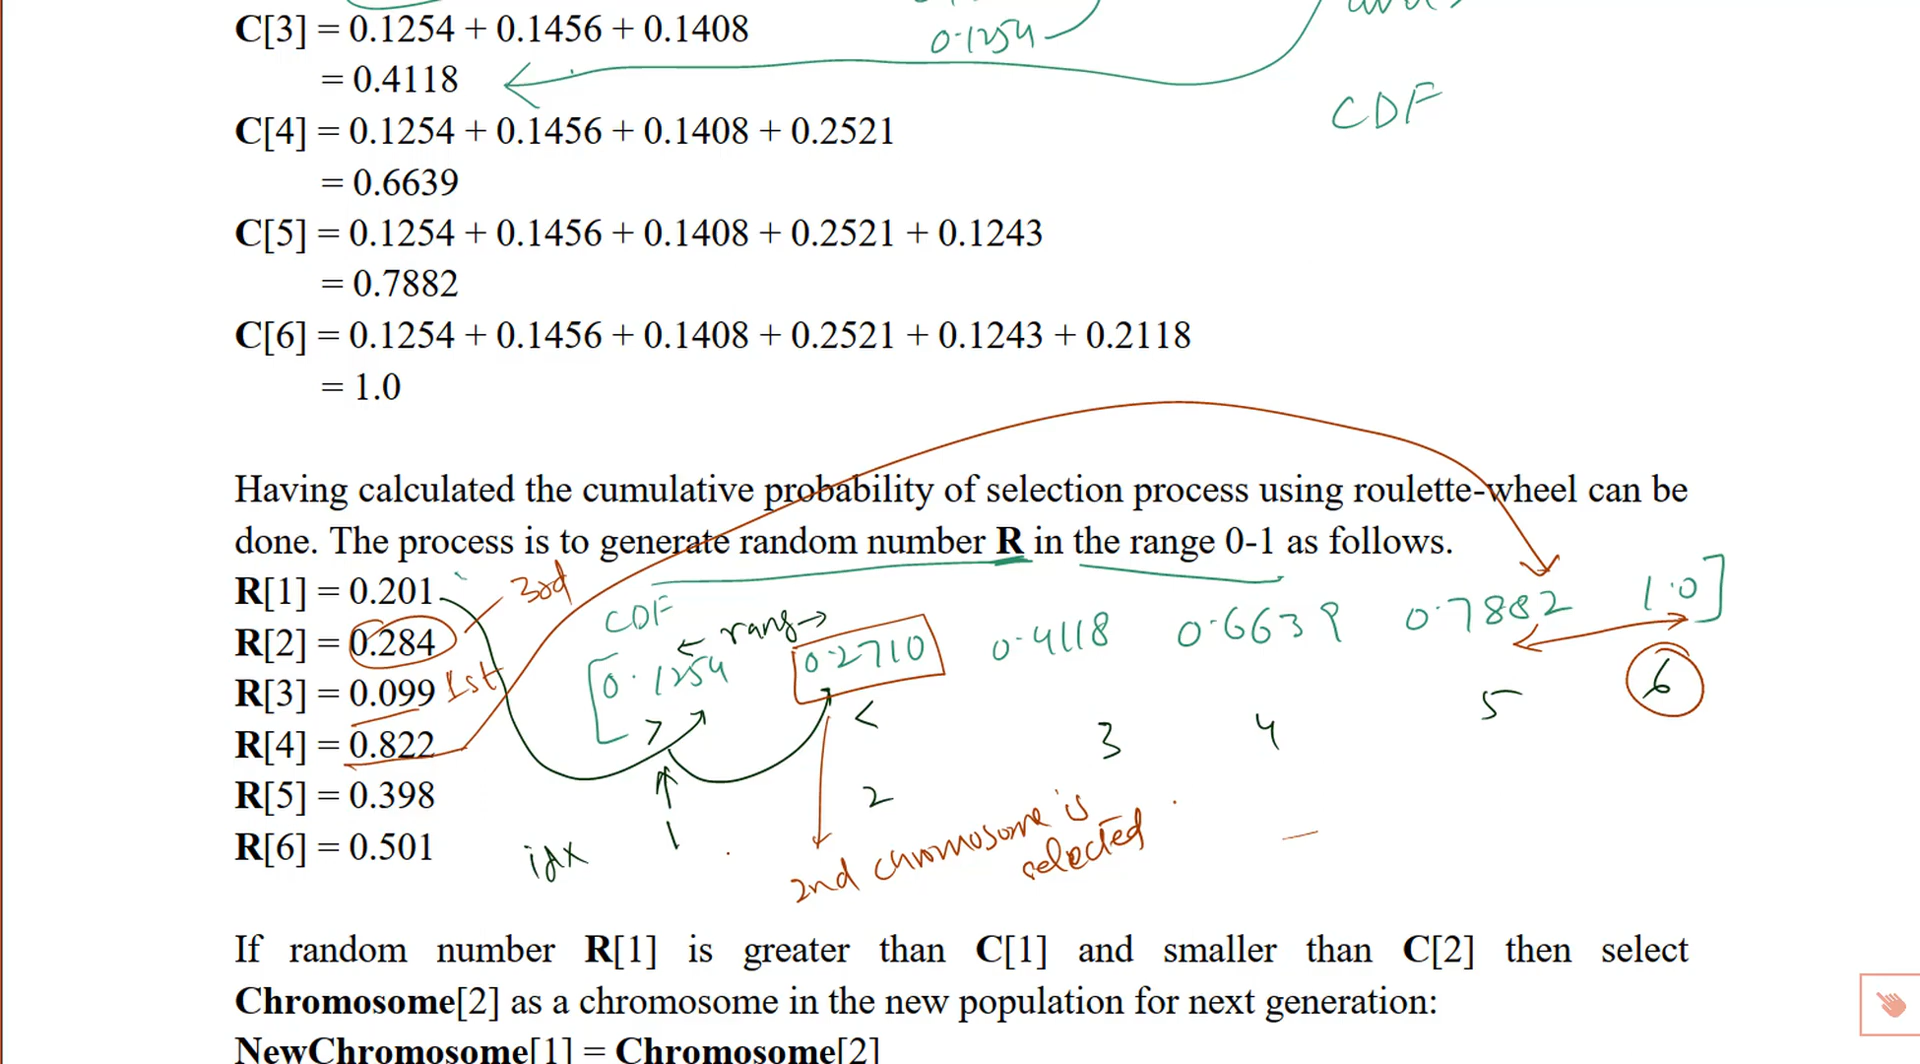 C[3] = 0.1254 + 0.1456 + 0.1408
0.1254
= 0.4118
CDF
C[4] = 0.1254 + 0.1456 + 0.1408 + 0.2521
= 0.6639
C[5] = 0.1254 + 0.1456 + 0.1408 + 0.2521 + 0.1243
= 0.7882
C[6] = 0.1254 + 0.1456 + 0.1408 + 0.2521 + 0.1243 + 0.2118
= 1.0
Having calculated the cumulative probability of selection process using roulette-wheel can be
done. The process is to generate random number R in the range 0-1 as follows.
R[1] = 0.201
3rd
R[2] = 0.284
CDF
← rang →
[0.1254 0.2710 0.4118 0.6639 0.7882 1.0]
R[3] = 0.099 1st
> <
R[4] = 0.822
R[5] = 0.398
R[6] = 0.501
idx 1 2 3 4 5 6
2nd chromosome is
selected
If random number R[1] is greater than C[1] and smaller than C[2] then select
Chromosome[2] as a chromosome in the new population for next generation:
NewChromosome[1] = Chromosome[2]